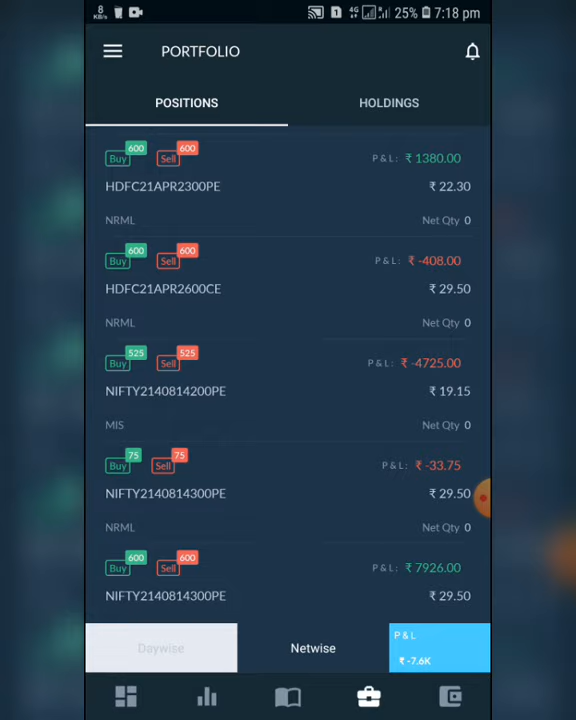 8
KB/s
1
4G
25%
7:18 pm
PORTFOLIO
POSITIONS
HOLDINGS
Buy 600 Sell 600 P&L: ₹ 1380.00
HDFC21APR2300PE ₹ 22.30
NRML Net Qty 0
Buy 600 Sell 600 P&L: ₹ -408.00
HDFC21APR2600CE ₹ 29.50
NRML Net Qty 0
Buy 525 Sell 525 P&L: ₹ -4725.00
NIFTY2140814200PE ₹ 19.15
MIS Net Qty 0
Buy 75 Sell 75 P&L: ₹ -33.75
NIFTY2140814300PE ₹ 29.50
NRML Net Qty 0
Buy 600 Sell 600 P&L: ₹ 7926.00
NIFTY2140814300PE ₹ 29.50
Daywise
Netwise
P&L
₹ -7.6K